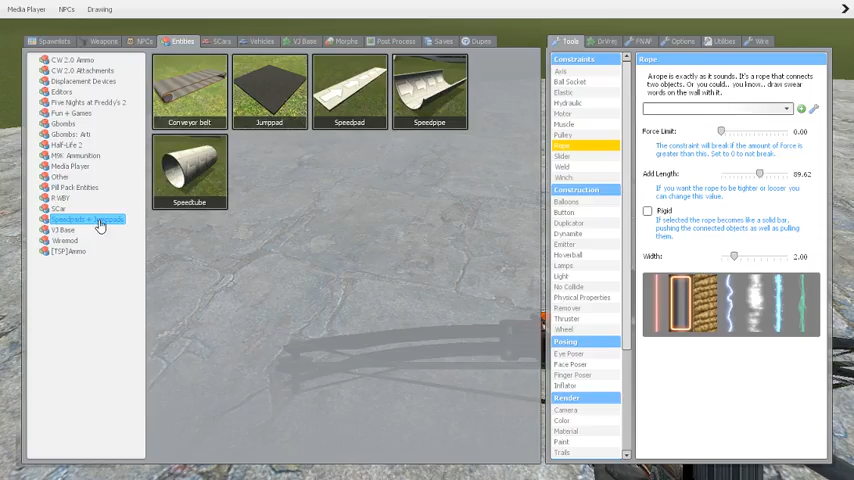 Media Player NPCs Drawing
Spawnlists Weapons NPCs Entities SCars Vehicles VJ Base Morphs Post Process Saves Dupes
CW 2.0 Ammo
CW 2.0 Attachments
Displacement Devices
Editors
Five Nights at Freddy's 2
Fun + Games
Gbombs
Gbombs: Arti
Half-Life 2
M9K Ammunition
Media Player
Other
Pill Pack Entities
RWBY
SCar
Speedpads + Jumppads
VJ Base
Wiremod
[TSP]Ammo
Conveyor belt
Jumppad
Speedpad
Speedpipe
Speedtube
Tools DrVrej FNAF Options Utilities Wire
Constraints
Axis
Ball Socket
Elastic
Hydraulic
Motor
Muscle
Pulley
Rope
Slider
Weld
Winch
Construction
Balloons
Button
Duplicator
Dynamite
Emitter
Hoverball
Lamps
Light
No Collide
Physical Properties
Remover
Thruster
Wheel
Posing
Eye Poser
Face Poser
Finger Poser
Inflator
Render
Camera
Color
Material
Paint
Trails
Rope
A rope is exactly as it sounds. It's a rope that connects
two objects. Or you could.. you know.. draw swear
words on the wall with it.
Force Limit: 0.00
The constraint will break if the amount of force is
greater than this. Set to 0 to not break.
Add Length: 89.62
If you want the rope to be tighter or looser you
can change this value.
Rigid
If selected the rope becomes like a solid bar,
pushing the connected objects as well as pulling
them.
Width: 2.00